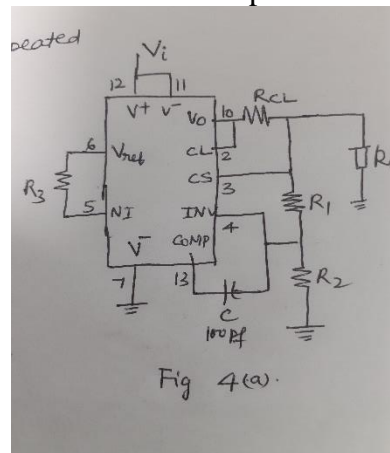 peated
Vi
12
11
V+
V-
Vo
10
RCL
CL
2
6
Vref
CS
3
R3
R1
5
NI
INV
4
V-
COMP
R2
7
13
C
100pf
Fig 4(a).